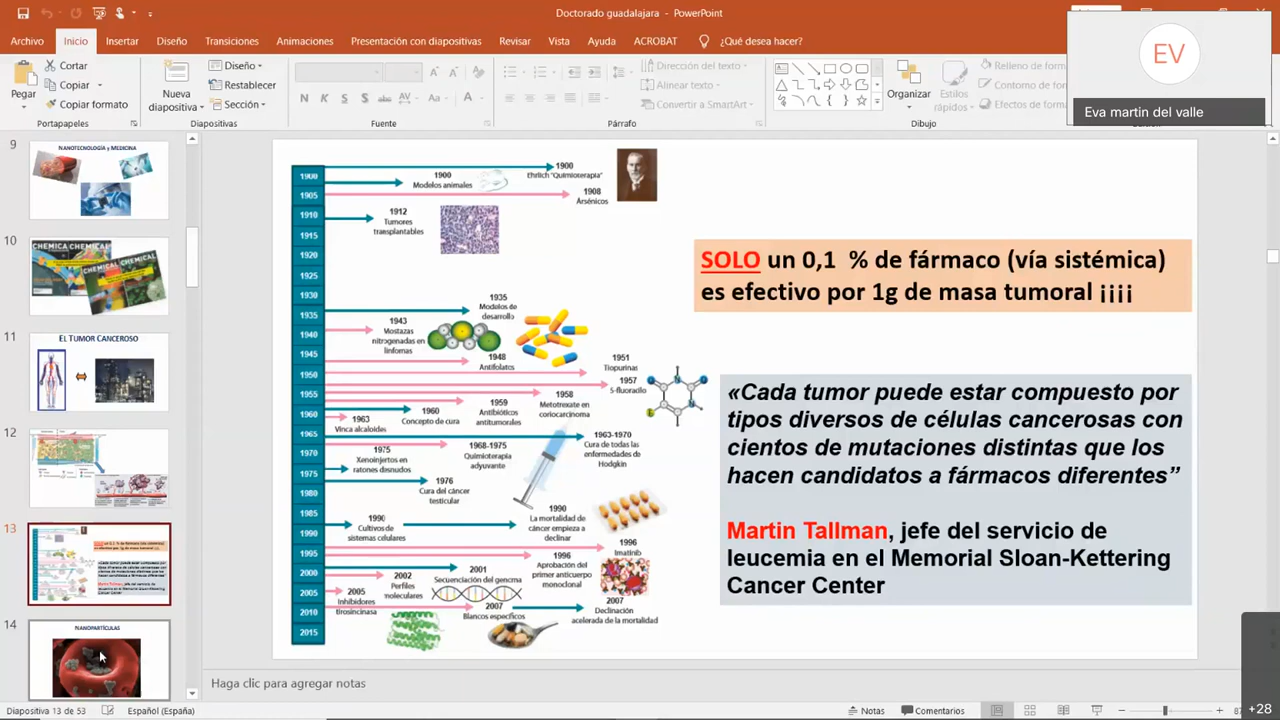 Doctorado guadalajara - PowerPoint
Archivo
Inicio
Insertar
Diseño
Transiciones
Animaciones
Presentación con diapositivas
Revisar
Vista
Ayuda
ACROBAT
¿Qué desea hacer?
EV
Eva martin del valle
Pegar
Cortar
Copiar
Copiar formato
Portapapeles
Nueva
diapositiva
Diseño
Restablecer
Sección
Diapositivas
N K S S abc AV Aa A
Fuente
Dirección del texto
Alinear texto
Convertir a SmartArt
Párrafo
Organizar
Estilos
rápidos
Relleno de form
Contorno de form
Efectos de form
Dibujo
9
NANOTECNOLOGÍA Y MEDICINA
10
11
EL TUMOR CANCEROSO
12
13
14
NANOPARTÍCULAS
1900
1905
1910
1915
1920
1925
1930
1935
1940
1945
1950
1955
1960
1965
1970
1975
1980
1985
1990
1995
2000
2005
2010
2015
1900
Ehrlich "Quimioterapia"
1900
Modelos animales
1908
Arsénicos
1912
Tumores
transplantables
1935
Modelos de
desarrollo
1943
Mostazas
nitrogenadas en
linfomas
1948
Antifolatos
1951
Tiopurinas
1957
5-fluoracilo
1958
Metotrexate en
coriocarcinoma
1959
Antibióticos
antitumorales
1960
Concepto de cura
1963
Vinca alcaloides
1963-1970
Cura de todas las
enfermedades de
Hodgkin
1968-1975
Quimioterapia
adyuvante
1975
Xenoinjertos en
ratones desnudos
1976
Cura del cáncer
testicular
1990
Cultivos de
sistemas celulares
1990
La mortalidad de
cáncer empieza a
declinar
1996
Imatinib
1996
Aprobación del
primer anticuerpo
monoclonal
2001
Secuenciación del genoma
2002
Perfiles
moleculares
2005
Inhibidores
tirosincinasa
2007
Blancos específicos
2007
Declinación
acelerada de la mortalidad
SOLO un 0,1 % de fármaco (vía sistémica)
es efectivo por 1g de masa tumoral ¡¡¡¡
«Cada tumor puede estar compuesto por
tipos diversos de células cancerosas con
cientos de mutaciones distintas que los
hacen candidatos a fármacos diferentes”
Martin Tallman, jefe del servicio de
leucemia en el Memorial Sloan-Kettering
Cancer Center
Haga clic para agregar notas
Diapositiva 13 de 53
Español (España)
Notas
Comentarios
+28